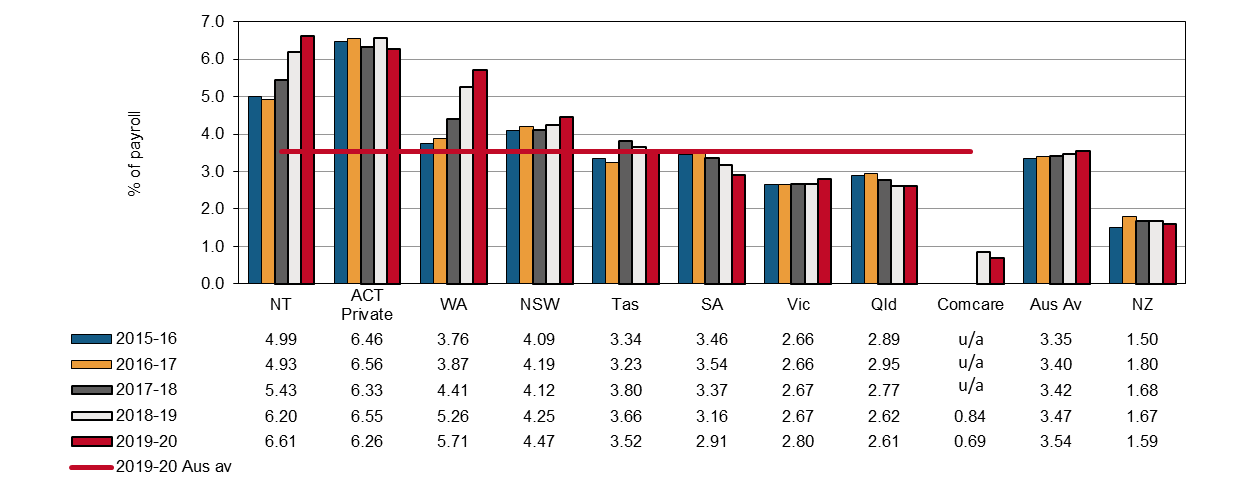 7.0
6.0
5.0
4.0
3.0
2.0
1.0
0.0
% of payroll
NT ACT Private WA NSW Tas SA Vic Qld Comcare Aus Av NZ
2015-16 4.99 6.46 3.76 4.09 3.34 3.46 2.66 2.89 u/a 3.35 1.50
2016-17 4.93 6.56 3.87 4.19 3.23 3.54 2.66 2.95 u/a 3.40 1.80
2017-18 5.43 6.33 4.41 4.12 3.80 3.37 2.67 2.77 u/a 3.42 1.68
2018-19 6.20 6.55 5.26 4.25 3.66 3.16 2.67 2.62 0.84 3.47 1.67
2019-20 6.61 6.26 5.71 4.47 3.52 2.91 2.80 2.61 0.69 3.54 1.59
2019-20 Aus av